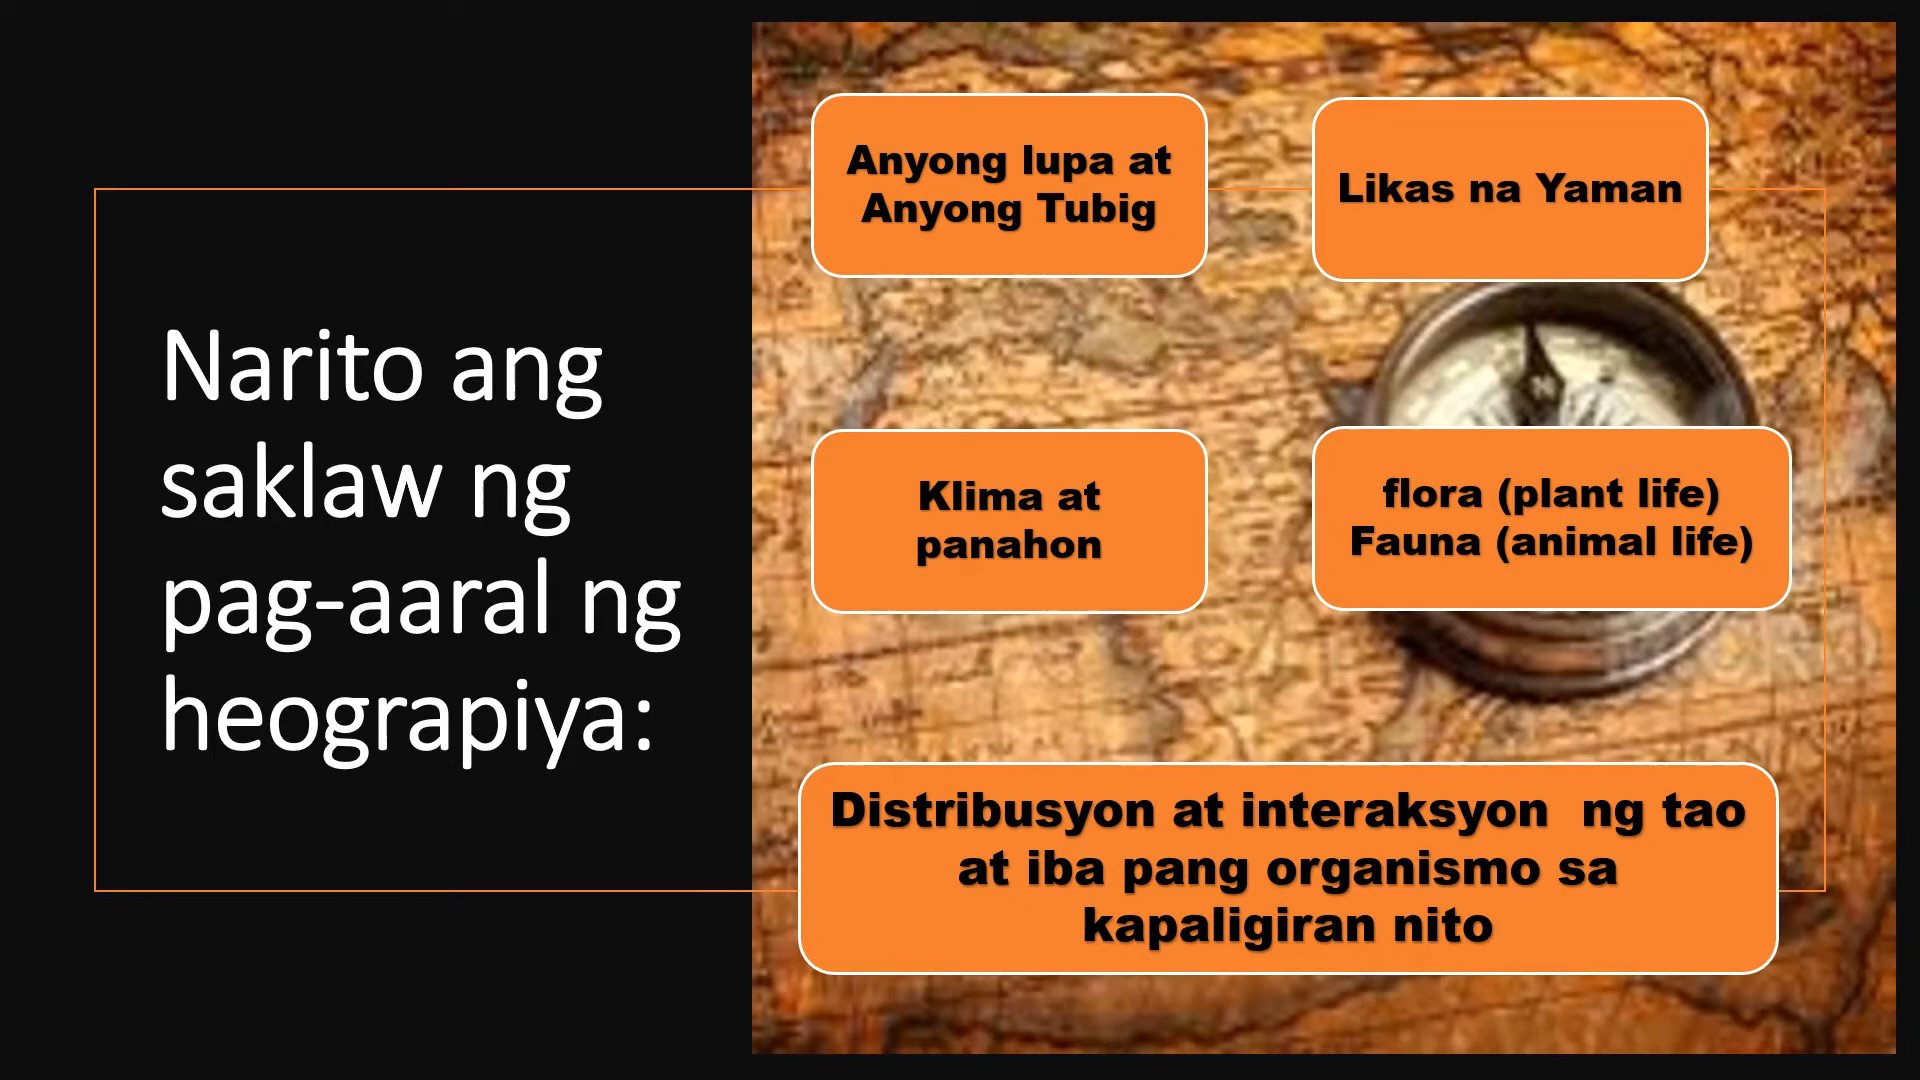 Narito ang
saklaw ng
pag-aaral ng
heograpiya:
Anyong lupa at
Anyong Tubig
Likas na Yaman
Klima at
panahon
flora (plant life)
Fauna (animal life)
Distribusyon at interaksyon  ng tao
at iba pang organismo sa
kapaligiran nito